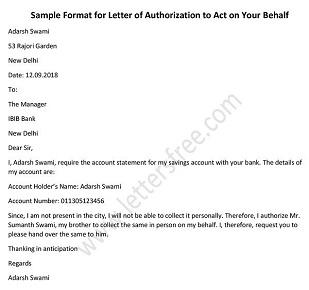 Sample Format for Letter of Authorization to Act on Your Behalf
Adarsh Swami
53 Rajori Garden
New Delhi
Date: 12.09.2018
To:
The Manager
IBIB Bank
New Delhi
Dear Sir,
I, Adarsh Swami, require the account statement for my savings account with your bank. The details of
my account are:
Account Holder's Name: Adarsh Swami
Account Number: 011305123456
Since, I am not present in the city, I will not be able to collect it personally. Therefore, I authorize Mr.
Sumanth Swami, my brother to collect the same in person on my behalf. I, therefore, request you to
please hand over the same to him.
Thanking in anticipation
Regards
Adarsh Swami
www.lettersfree.com